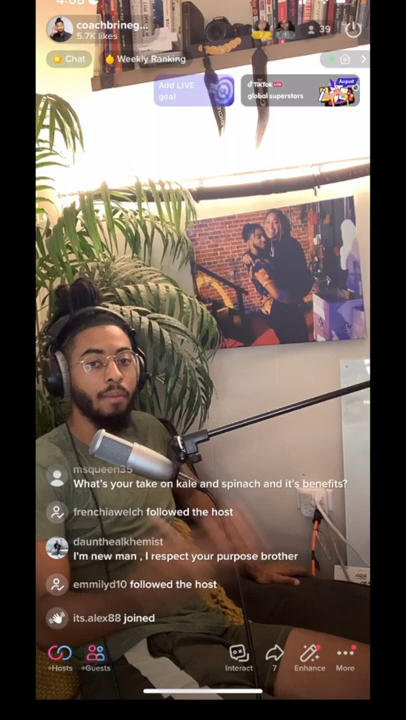 coachbrineg...
5.7K likes
39
Chat
Weekly Ranking
Add LIVE
goal
TikTok LIVE
global superstars
August
msqueen35
What's your take on kale and spinach and it's benefits?
frenchiawelch followed the host
daunthealkhemist
I'm new man , I respect your purpose brother
emmilyd10 followed the host
its.alex88 joined
+Hosts
+Guests
Interact
7
Enhance
More